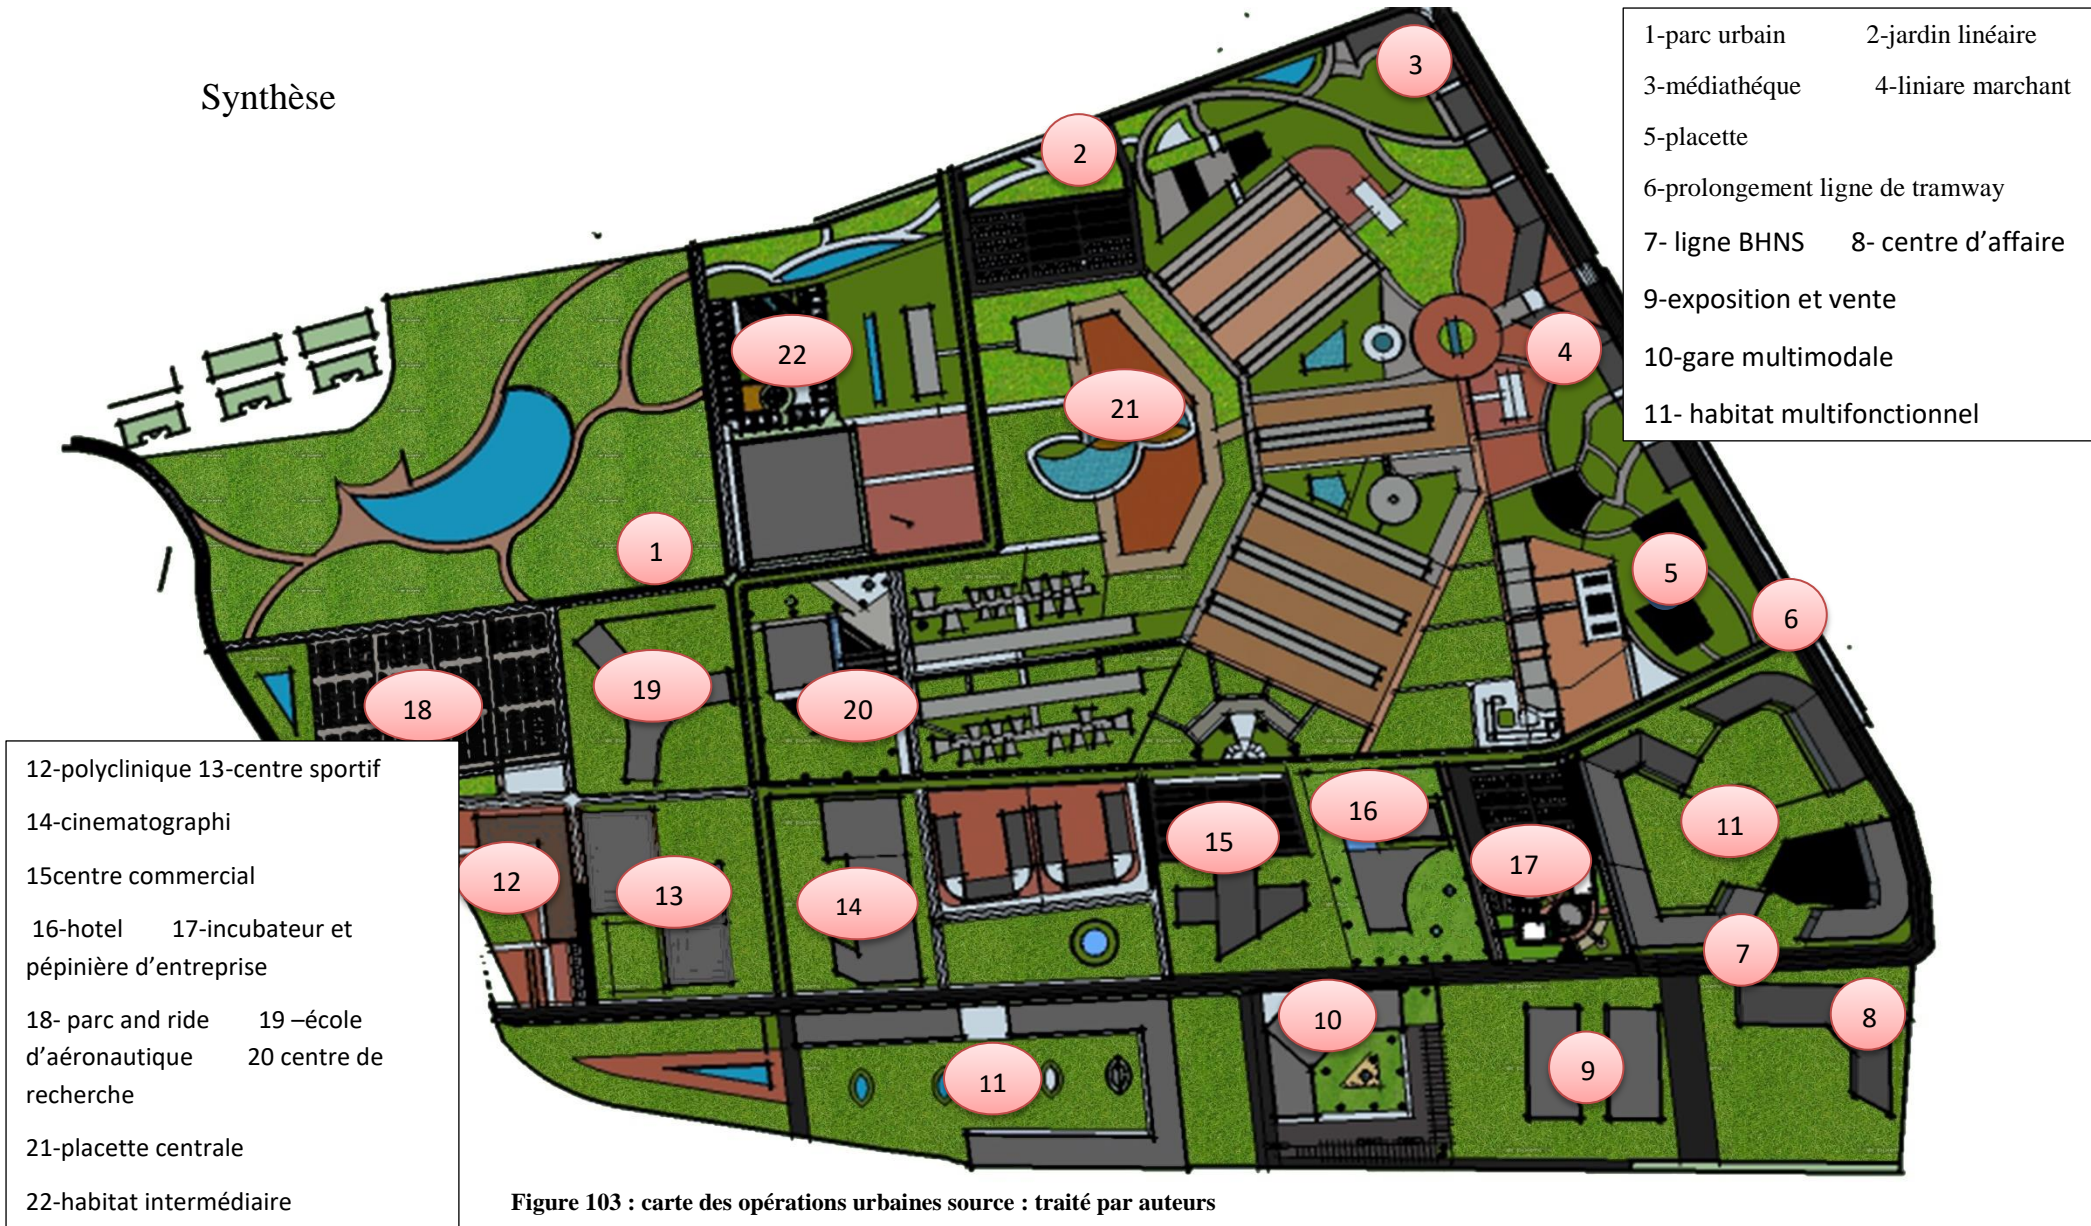 Synthèse
1-parc urbain 2-jardin linéaire
3-médiathéque 4-liniare marchant
5-placette
6-prolongement ligne de tramway
7- ligne BHNS 8- centre d’affaire
9-exposition et vente
10-gare multimodale
11- habitat multifonctionnel
3
2
22
21
4
1
5
6
19
18
20
16
11
15
17
12
13
14
7
10
8
9
11
12-polyclinique 13-centre sportif
14-cinematographi
15centre commercial
16-hotel 17-incubateur et
pépinière d’entreprise
18- parc and ride 19 –école
d’aéronautique 20 centre de
recherche
21-placette centrale
22-habitat intermédiaire
Figure 103 : carte des opérations urbaines source : traité par auteurs